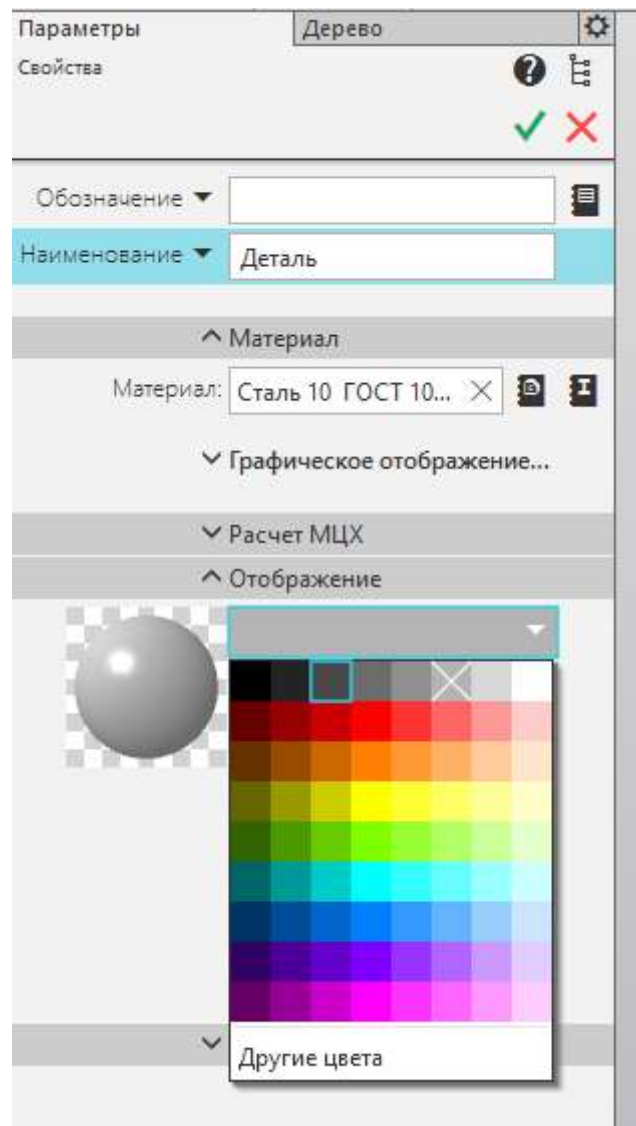 Параметры
Дерево
Свойства
Обозначение
Наименование
Деталь
Материал
Материал:
Сталь 10 ГОСТ 10...
Графическое отображение...
Расчет МЦХ
Отображение
Другие цвета